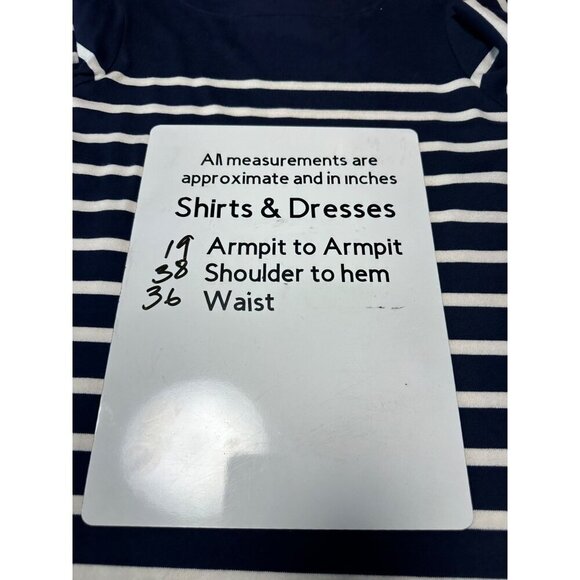 All measurements are
approximate and in inches
Shirts & Dresses
19 Armpit to Armpit
38 Shoulder to hem
36 Waist